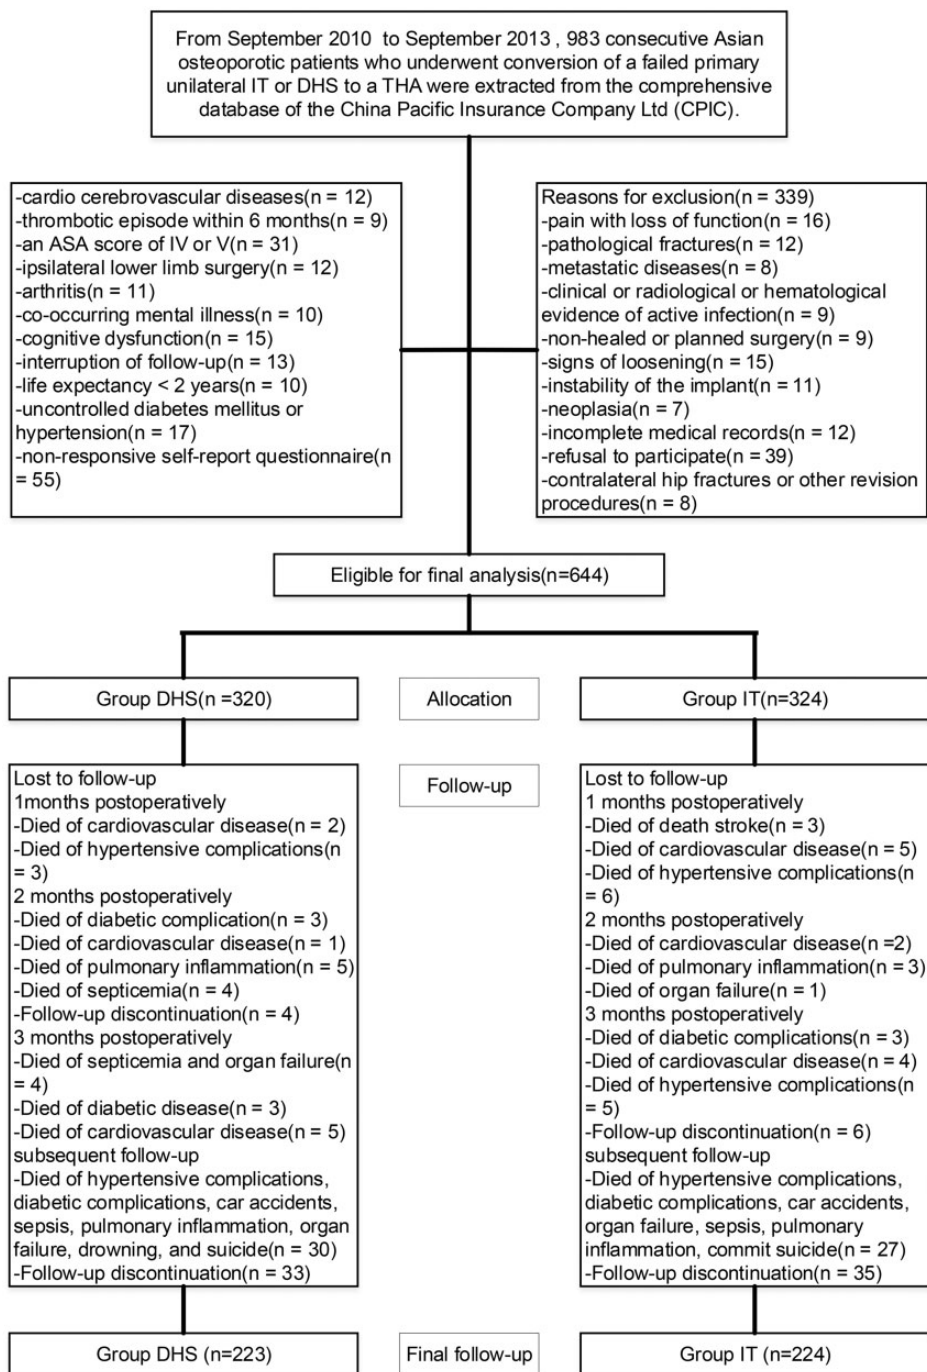 From September 2010 to September 2013 , 983 consecutive Asian
osteoporotic patients who underwent conversion of a failed primary
unilateral IT or DHS to a THA were extracted from the comprehensive
database of the China Pacific Insurance Company Ltd (CPIC).
-cardio cerebrovascular diseases(n = 12)
-thrombotic episode within 6 months(n = 9)
-an ASA score of IV or V(n = 31)
-ipsilateral lower limb surgery(n = 12)
-arthritis(n = 11)
-co-occurring mental illness(n = 10)
-cognitive dysfunction(n = 15)
-interruption of follow-up(n = 13)
-life expectancy < 2 years(n = 10)
-uncontrolled diabetes mellitus or
hypertension(n = 17)
-non-responsive self-report questionnaire(n
= 55)
Reasons for exclusion(n = 339)
-pain with loss of function(n = 16)
-pathological fractures(n = 12)
-metastatic diseases(n = 8)
-clinical or radiological or hematological
evidence of active infection(n = 9)
-non-healed or planned surgery(n = 9)
-signs of loosening(n = 15)
-instability of the implant(n = 11)
-neoplasia(n = 7)
-incomplete medical records(n = 12)
-refusal to participate(n = 39)
-contralateral hip fractures or other revision
procedures(n = 8)
Eligible for final analysis(n=644)
Group DHS(n =320)
Allocation
Group IT(n=324)
Lost to follow-up
1months postoperatively
-Died of cardiovascular disease(n = 2)
-Died of hypertensive complications(n
= 3)
2 months postoperatively
-Died of diabetic complication(n = 3)
-Died of cardiovascular disease(n = 1)
-Died of pulmonary inflammation(n = 5)
-Died of septicemia(n = 4)
-Follow-up discontinuation(n = 4)
3 months postoperatively
-Died of septicemia and organ failure(n
= 4)
-Died of diabetic disease(n = 3)
-Died of cardiovascular disease(n = 5)
subsequent follow-up
-Died of hypertensive complications,
diabetic complications, car accidents,
sepsis, pulmonary inflammation, organ
failure, drowning, and suicide(n = 30)
-Follow-up discontinuation(n = 33)
Follow-up
Lost to follow-up
1 months postoperatively
-Died of death stroke(n = 3)
-Died of cardiovascular disease(n = 5)
-Died of hypertensive complications(n
= 6)
2 months postoperatively
-Died of cardiovascular disease(n =2)
-Died of pulmonary inflammation(n = 3)
-Died of organ failure(n = 1)
3 months postoperatively
-Died of diabetic complications(n = 3)
-Died of cardiovascular disease(n = 4)
-Died of hypertensive complications(n
= 5)
-Follow-up discontinuation(n = 6)
subsequent follow-up
-Died of hypertensive complications,
diabetic complications, car accidents,
organ failure, sepsis, pulmonary
inflammation, commit suicide(n = 27)
-Follow-up discontinuation(n = 35)
Group DHS (n=223)
Final follow-up
Group IT (n=224)